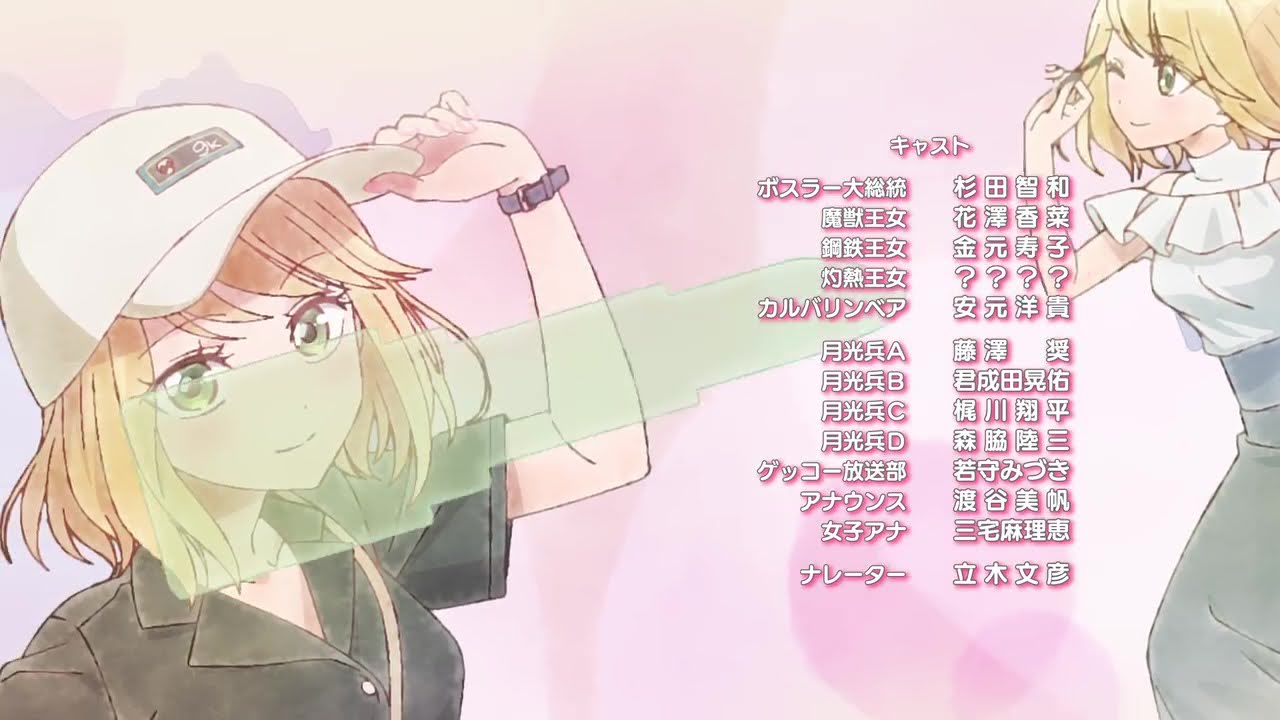 gk
キャスト
ボスラー大総統 杉田智和
魔獣王女 花澤香菜
鋼鉄王女 金元寿子
灼熱王女 ????
カルバリンベア 安元洋貴
月光兵A 藤澤 奨
月光兵B 君成田晃佑
月光兵C 梶川翔平
月光兵D 森脇陸三
ゲッコー放送部 若守みづき
アナウンス 渡谷美帆
女子アナ 三宅麻理恵
ナレーター 立木文彦